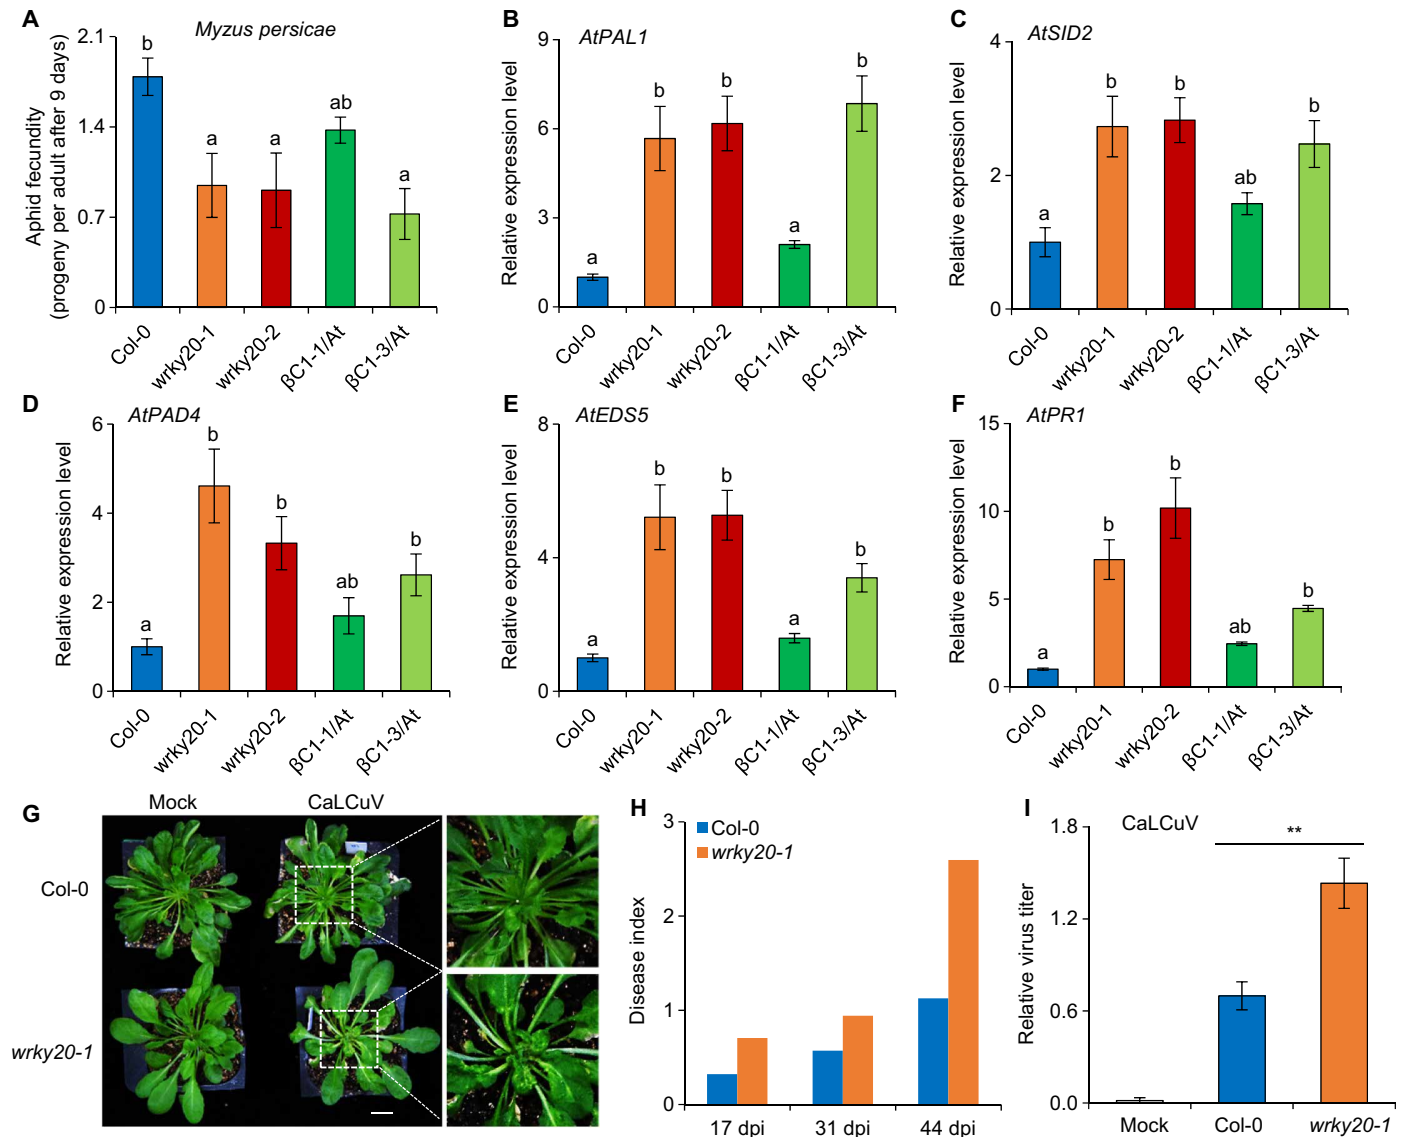 A
Myzus persicae
Aphid fecundity
(progeny per adult after 9 days)
2.1
1.4
0.7
0
b
a
a
ab
a
Col-0
wrky20-1
wrky20-2
βC1-1/At
βC1-3/At
B
AtPAL1
Relative expression level
9
6
3
0
a
b
b
a
b
Col-0
wrky20-1
wrky20-2
βC1-1/At
βC1-3/At
C
AtSID2
Relative expression level
4
2
0
a
b
b
ab
b
Col-0
wrky20-1
wrky20-2
βC1-1/At
βC1-3/At
D
AtPAD4
Relative expression level
6
4
2
0
a
b
b
ab
b
Col-0
wrky20-1
wrky20-2
βC1-1/At
βC1-3/At
E
AtEDS5
Relative expression level
8
4
0
a
b
b
a
b
Col-0
wrky20-1
wrky20-2
βC1-1/At
βC1-3/At
F
AtPR1
Relative expression level
15
10
5
0
a
b
b
ab
b
Col-0
wrky20-1
wrky20-2
βC1-1/At
βC1-3/At
G
Mock
CaLCuV
Col-0
wrky20-1
H
Disease index
3
2
1
0
Col-0
wrky20-1
17 dpi
31 dpi
44 dpi
I
CaLCuV
**
Relative virus titer
1.8
1.2
0.6
0.0
Mock
Col-0
wrky20-1